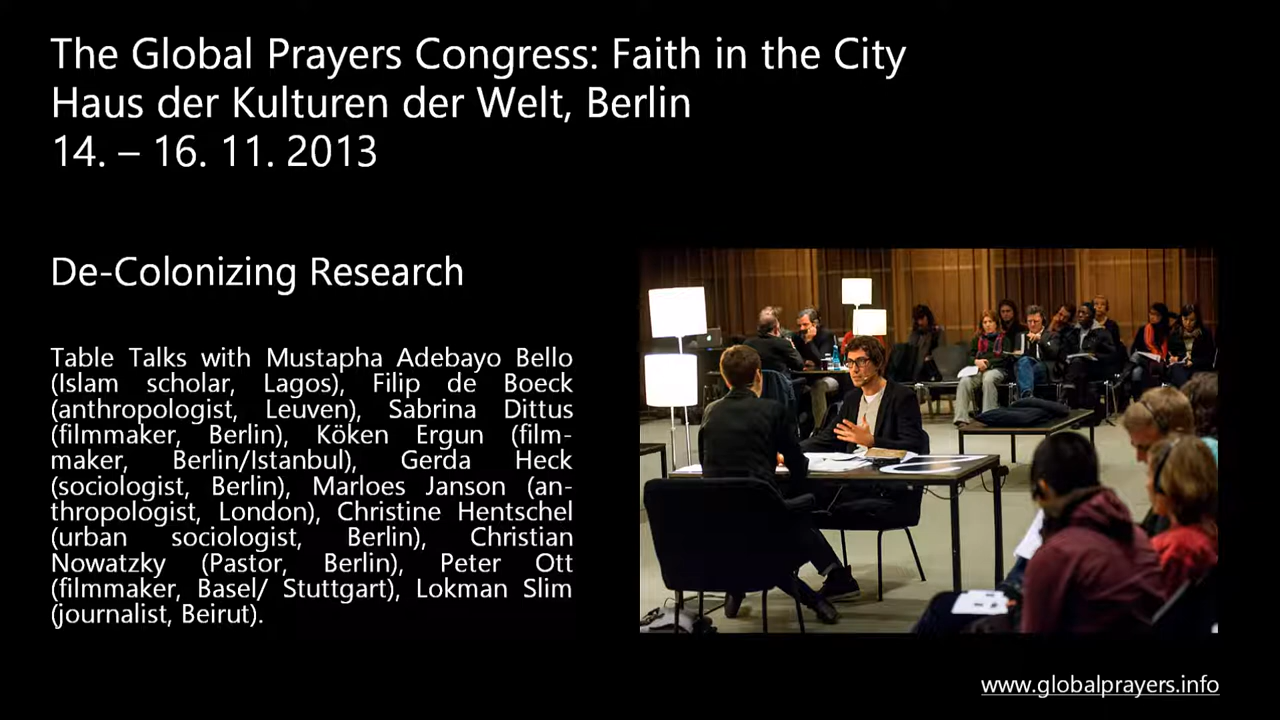 The Global Prayers Congress: Faith in the City
Haus der Kulturen der Welt, Berlin
14. – 16. 11. 2013
De-Colonizing Research
Table Talks with Mustapha Adebayo Bello
(Islam scholar, Lagos), Filip de Boeck
(anthropologist, Leuven), Sabrina Dittus
(filmmaker, Berlin), Köken Ergun (film-
maker, Berlin/Istanbul), Gerda Heck
(sociologist, Berlin), Marloes Janson (an-
thropologist, London), Christine Hentschel
(urban sociologist, Berlin), Christian
Nowatzky (Pastor, Berlin), Peter Ott
(filmmaker, Basel/ Stuttgart), Lokman Slim
(journalist, Beirut).
www.globalprayers.info